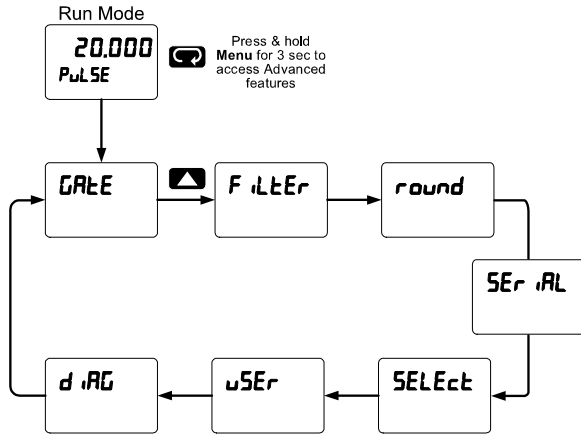 Run Mode
20.000
PuLSE
Press & hold
Menu for 3 sec to
access Advanced
features
GAtE
FiLtEr
round
SEriAL
diAG
uSEr
SELEct